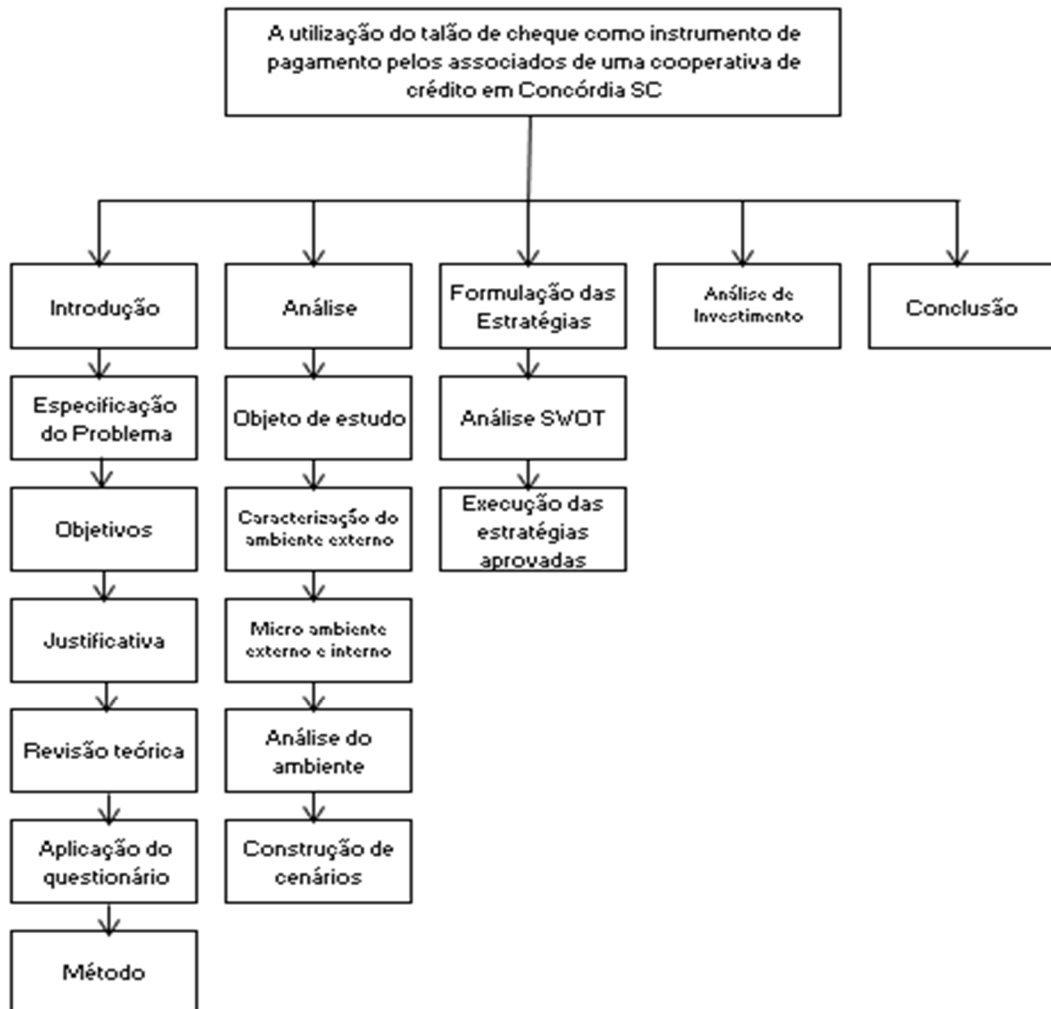 A utilização do talão de cheque como instrumento de
pagamento pelos associados de uma cooperativa de
crédito em Concórdia SC
Introdução
Especificação
do Problema
Objetivos
Justificativa
Revisão teórica
Aplicação do
questionário
Método
Análise
Objeto de estudo
Caracterização do
ambiente externo
Micro ambiente
externo e interno
Análise do
ambiente
Construção de
cenários
Formulação das
Estratégias
Análise SWOT
Execução das
estratégias
aprovadas
Análise de
Investimento
Conclusão